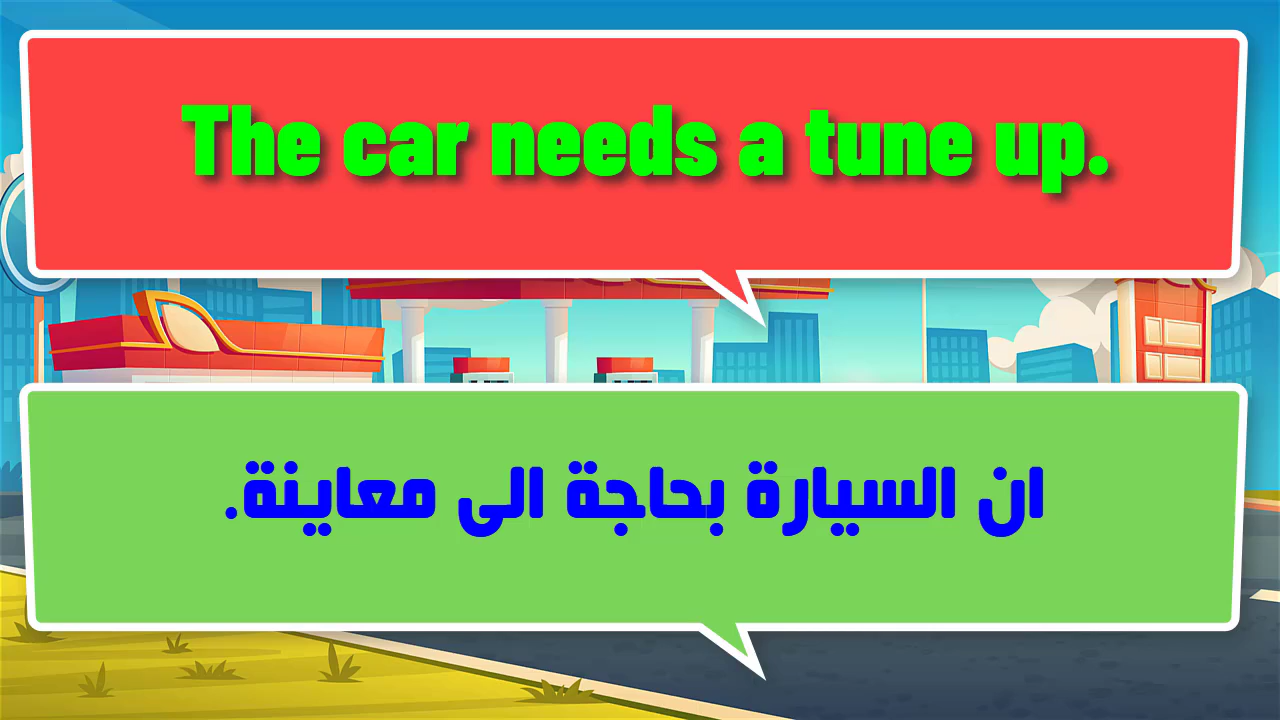 The car needs a tune up.
ان السيارة بحاجة الى معاينة.